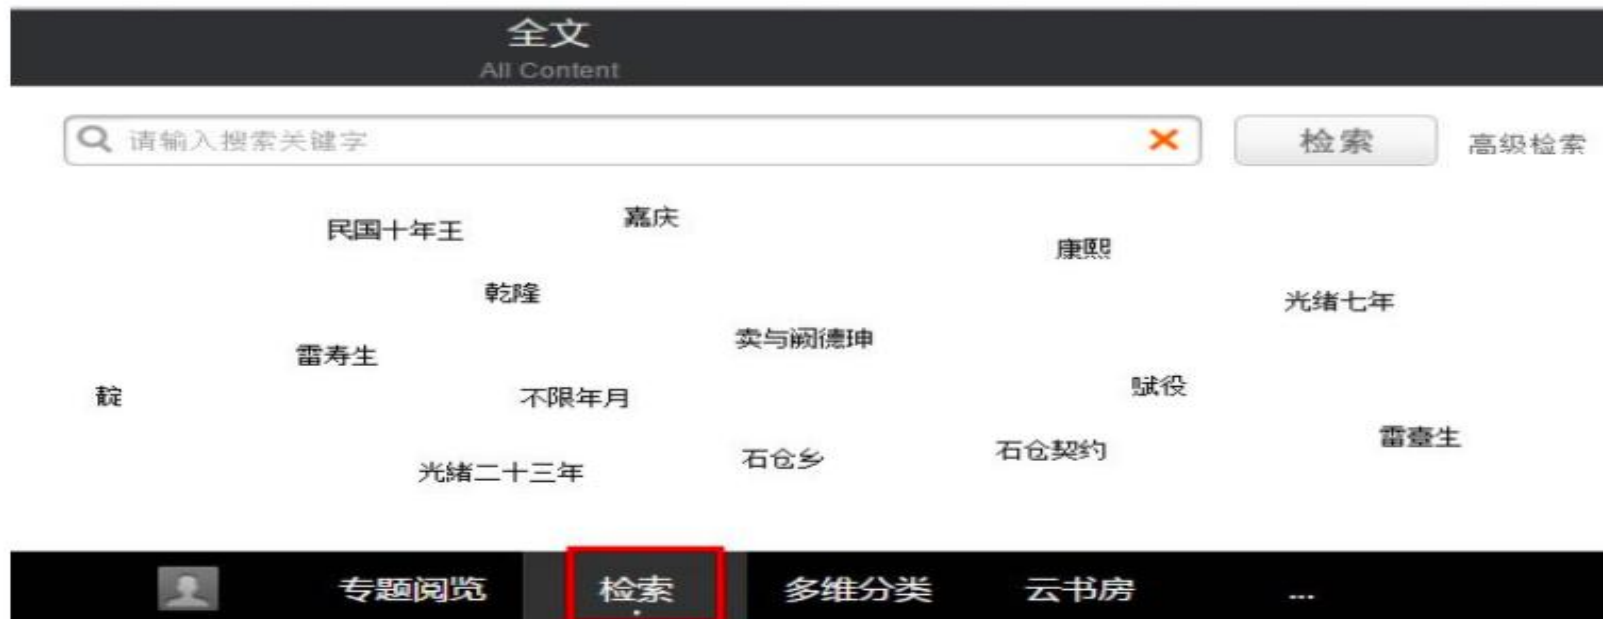 全文
All Content
请输入搜索关键字
检索
高级检索
民国十年王
嘉庆
康熙
乾隆
光绪七年
卖与阙德珅
雷寿生
靛
不限年月
赋役
雷臺生
石仓乡
石仓契约
光緒二十三年
专题阅览
检索
多维分类
云书房
...